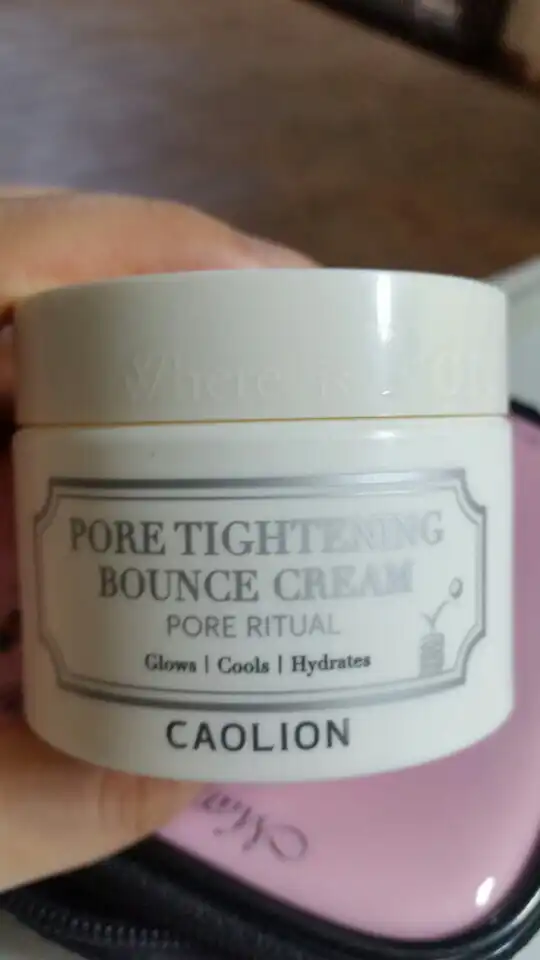 PORE TIGHTENING
BOUNCE CREAM
PORE RITUAL
Glows | Cools | Hydrates
CAOLION